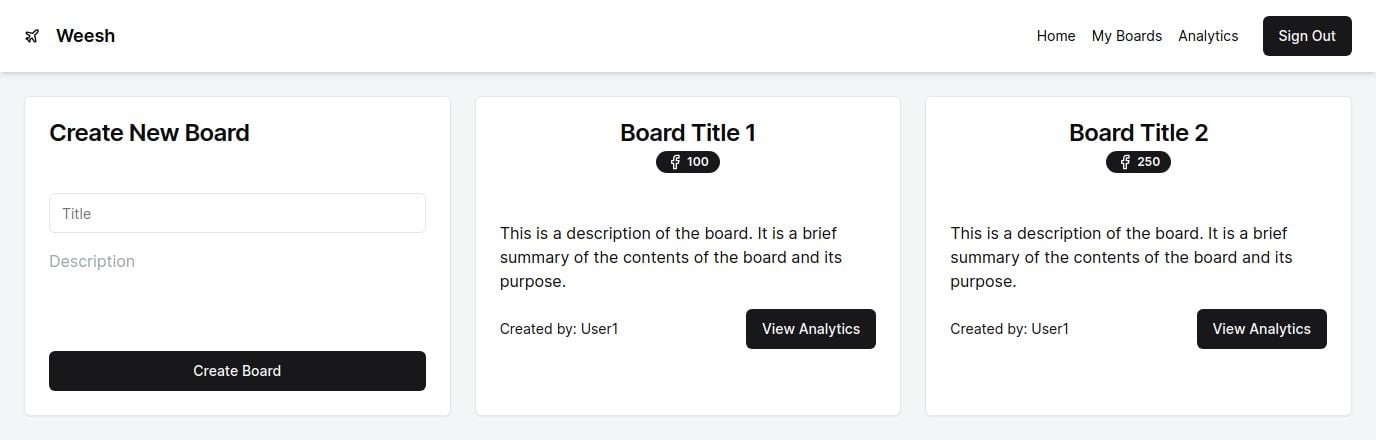 Weesh
Home
My Boards
Analytics
Sign Out
Create New Board
Title
Description
Create Board
Board Title 1
100
This is a description of the board. It is a brief
summary of the contents of the board and its
purpose.
Created by: User1
View Analytics
Board Title 2
250
This is a description of the board. It is a brief
summary of the contents of the board and its
purpose.
Created by: User1
View Analytics